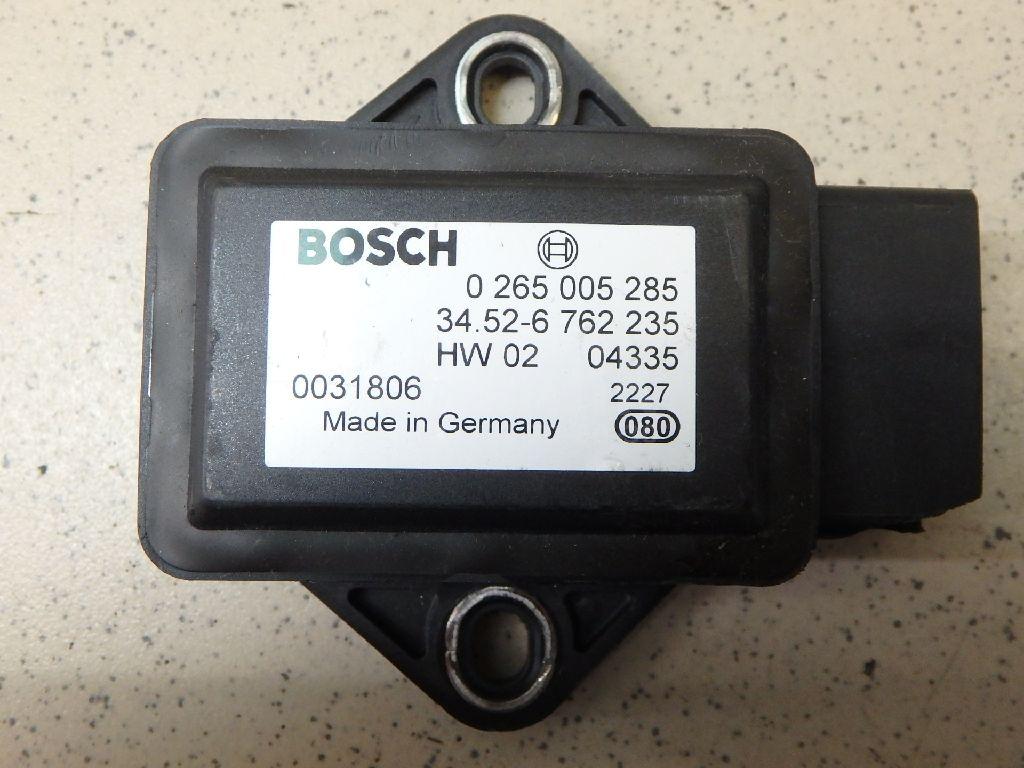 BOSCH
0 265 005 285
34.52-6 762 235
HW 02 04335
0031806 2227
Made in Germany 080